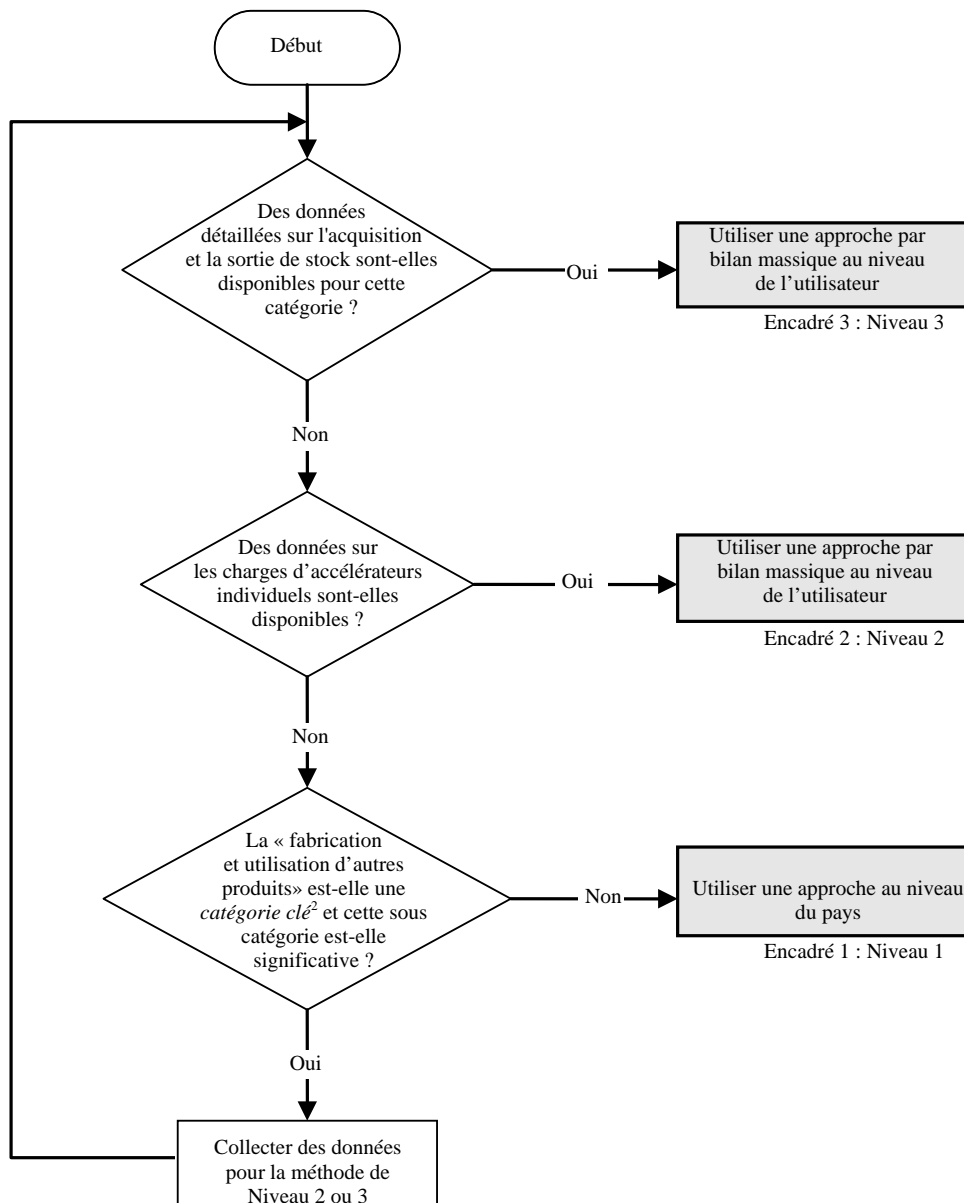 Début
Des données
détaillées sur l'acquisition
et la sortie de stock sont-elles
disponibles pour cette
catégorie ?
Oui
Utiliser une approche par
bilan massique au niveau
de l’utilisateur
Encadré 3 : Niveau 3
Non
Des données sur
les charges d’accélérateurs
individuels sont-elles
disponibles ?
Oui
Utiliser une approche par
bilan massique au niveau
de l’utilisateur
Encadré 2 : Niveau 2
Non
La « fabrication
et utilisation d’autres
produits» est-elle une
catégorie clé² et cette sous
catégorie est-elle
significative ?
Non
Utiliser une approche au niveau
du pays
Encadré 1 : Niveau 1
Oui
Collecter des données
pour la méthode de
Niveau 2 ou 3